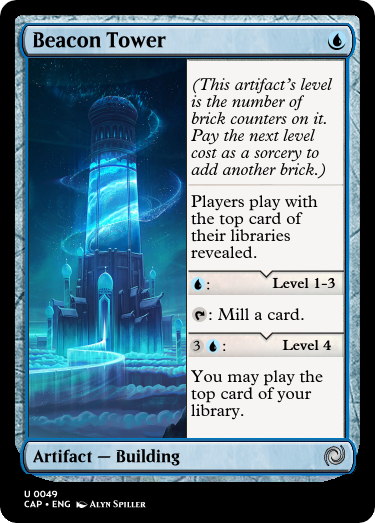 Beacon Tower
(This artifact's level
is the number of
brick counters on it.
Pay the next level
cost as a sorcery to
add another brick.)
Players play with
the top card of
their libraries
revealed.
: Level 1-3
: Mill a card.
3 : Level 4
You may play the
top card of your
library.
Artifact — Building
U 0049
CAP • ENG Alyn Spiller